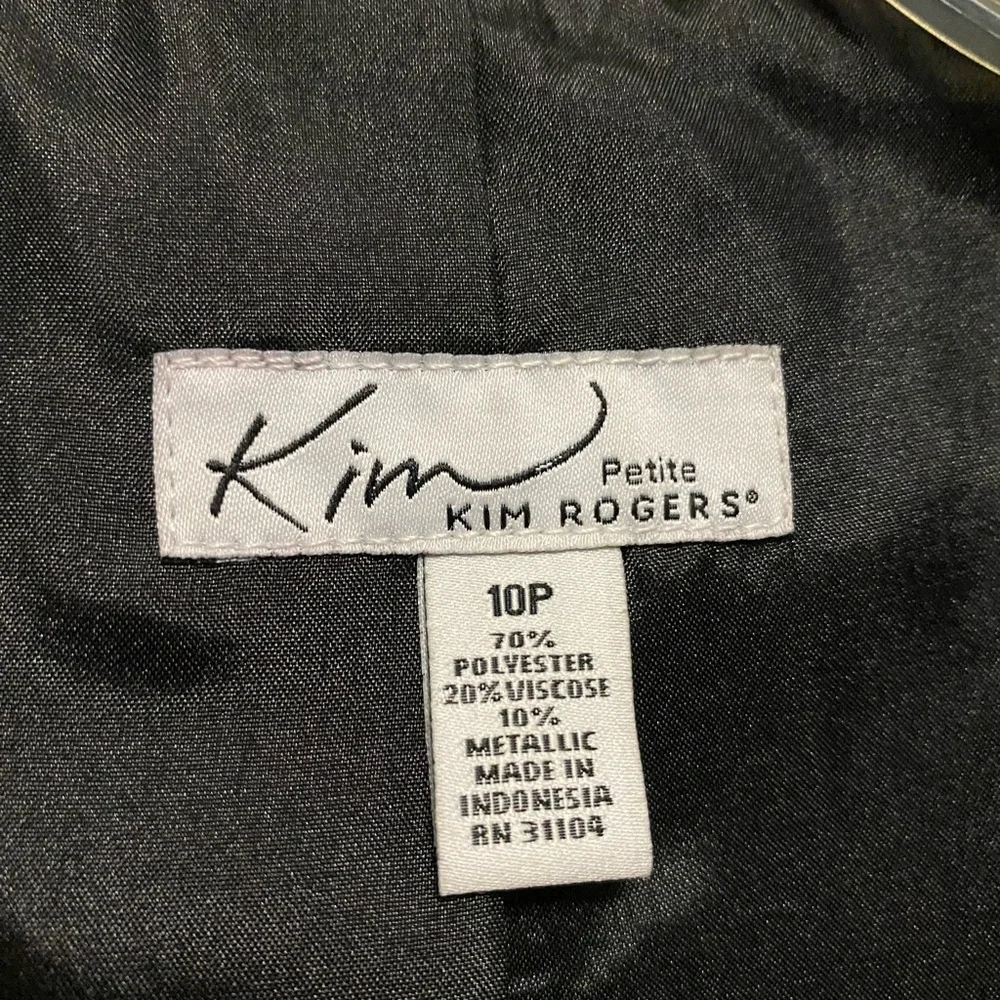 Kim
Petite
KIM ROGERS®
10P
70%
POLYESTER
20% VISCOSE
10%
METALLIC
MADE IN
INDONESIA
RN 31104